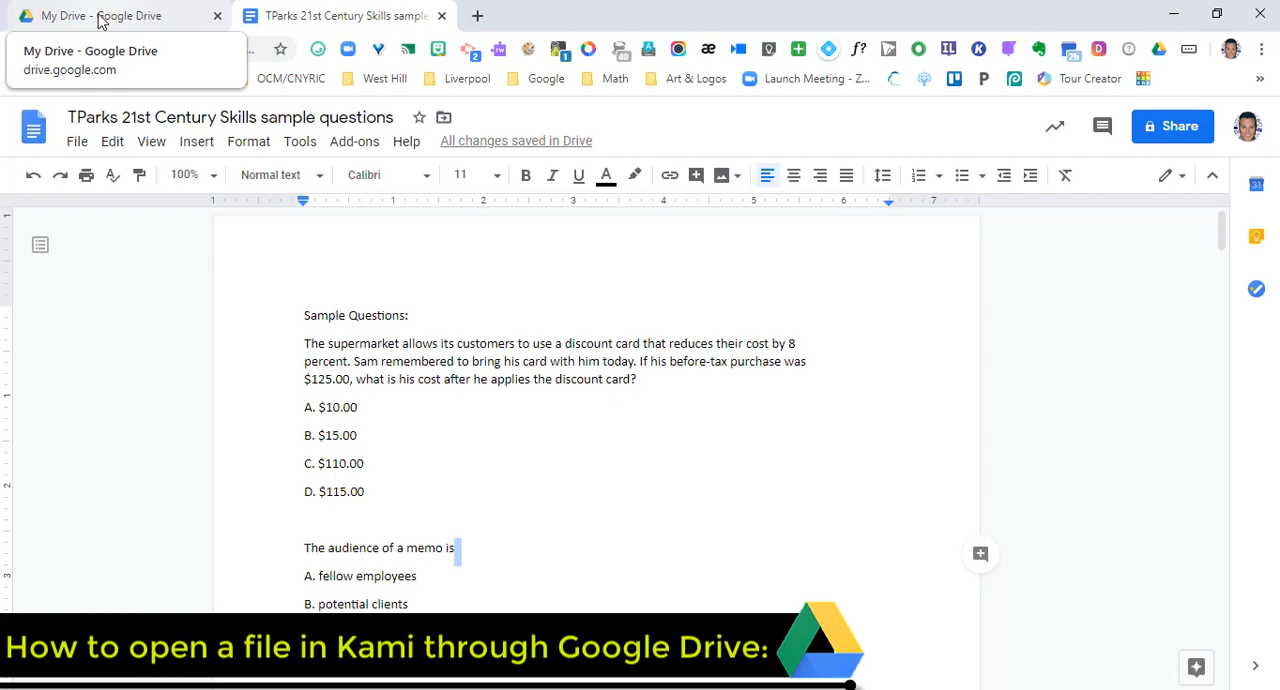 My Drive - Google Drive
TParks 21st Century Skills sample
My Drive - Google Drive
drive.google.com
OCM/CNYRIC
West Hill
Liverpool
Google
Math
Art & Logos
Launch Meeting - Z...
Tour Creator
TParks 21st Century Skills sample questions
File Edit View Insert Format Tools Add-ons Help All changes saved in Drive
Share
100% Normal text Calibri 11
Sample Questions:
The supermarket allows its customers to use a discount card that reduces their cost by 8
percent. Sam remembered to bring his card with him today. If his before-tax purchase was
$125.00, what is his cost after he applies the discount card?
A. $10.00
B. $15.00
C. $110.00
D. $115.00
The audience of a memo is
A. fellow employees
B. potential clients
How to open a file in Kami through Google Drive: